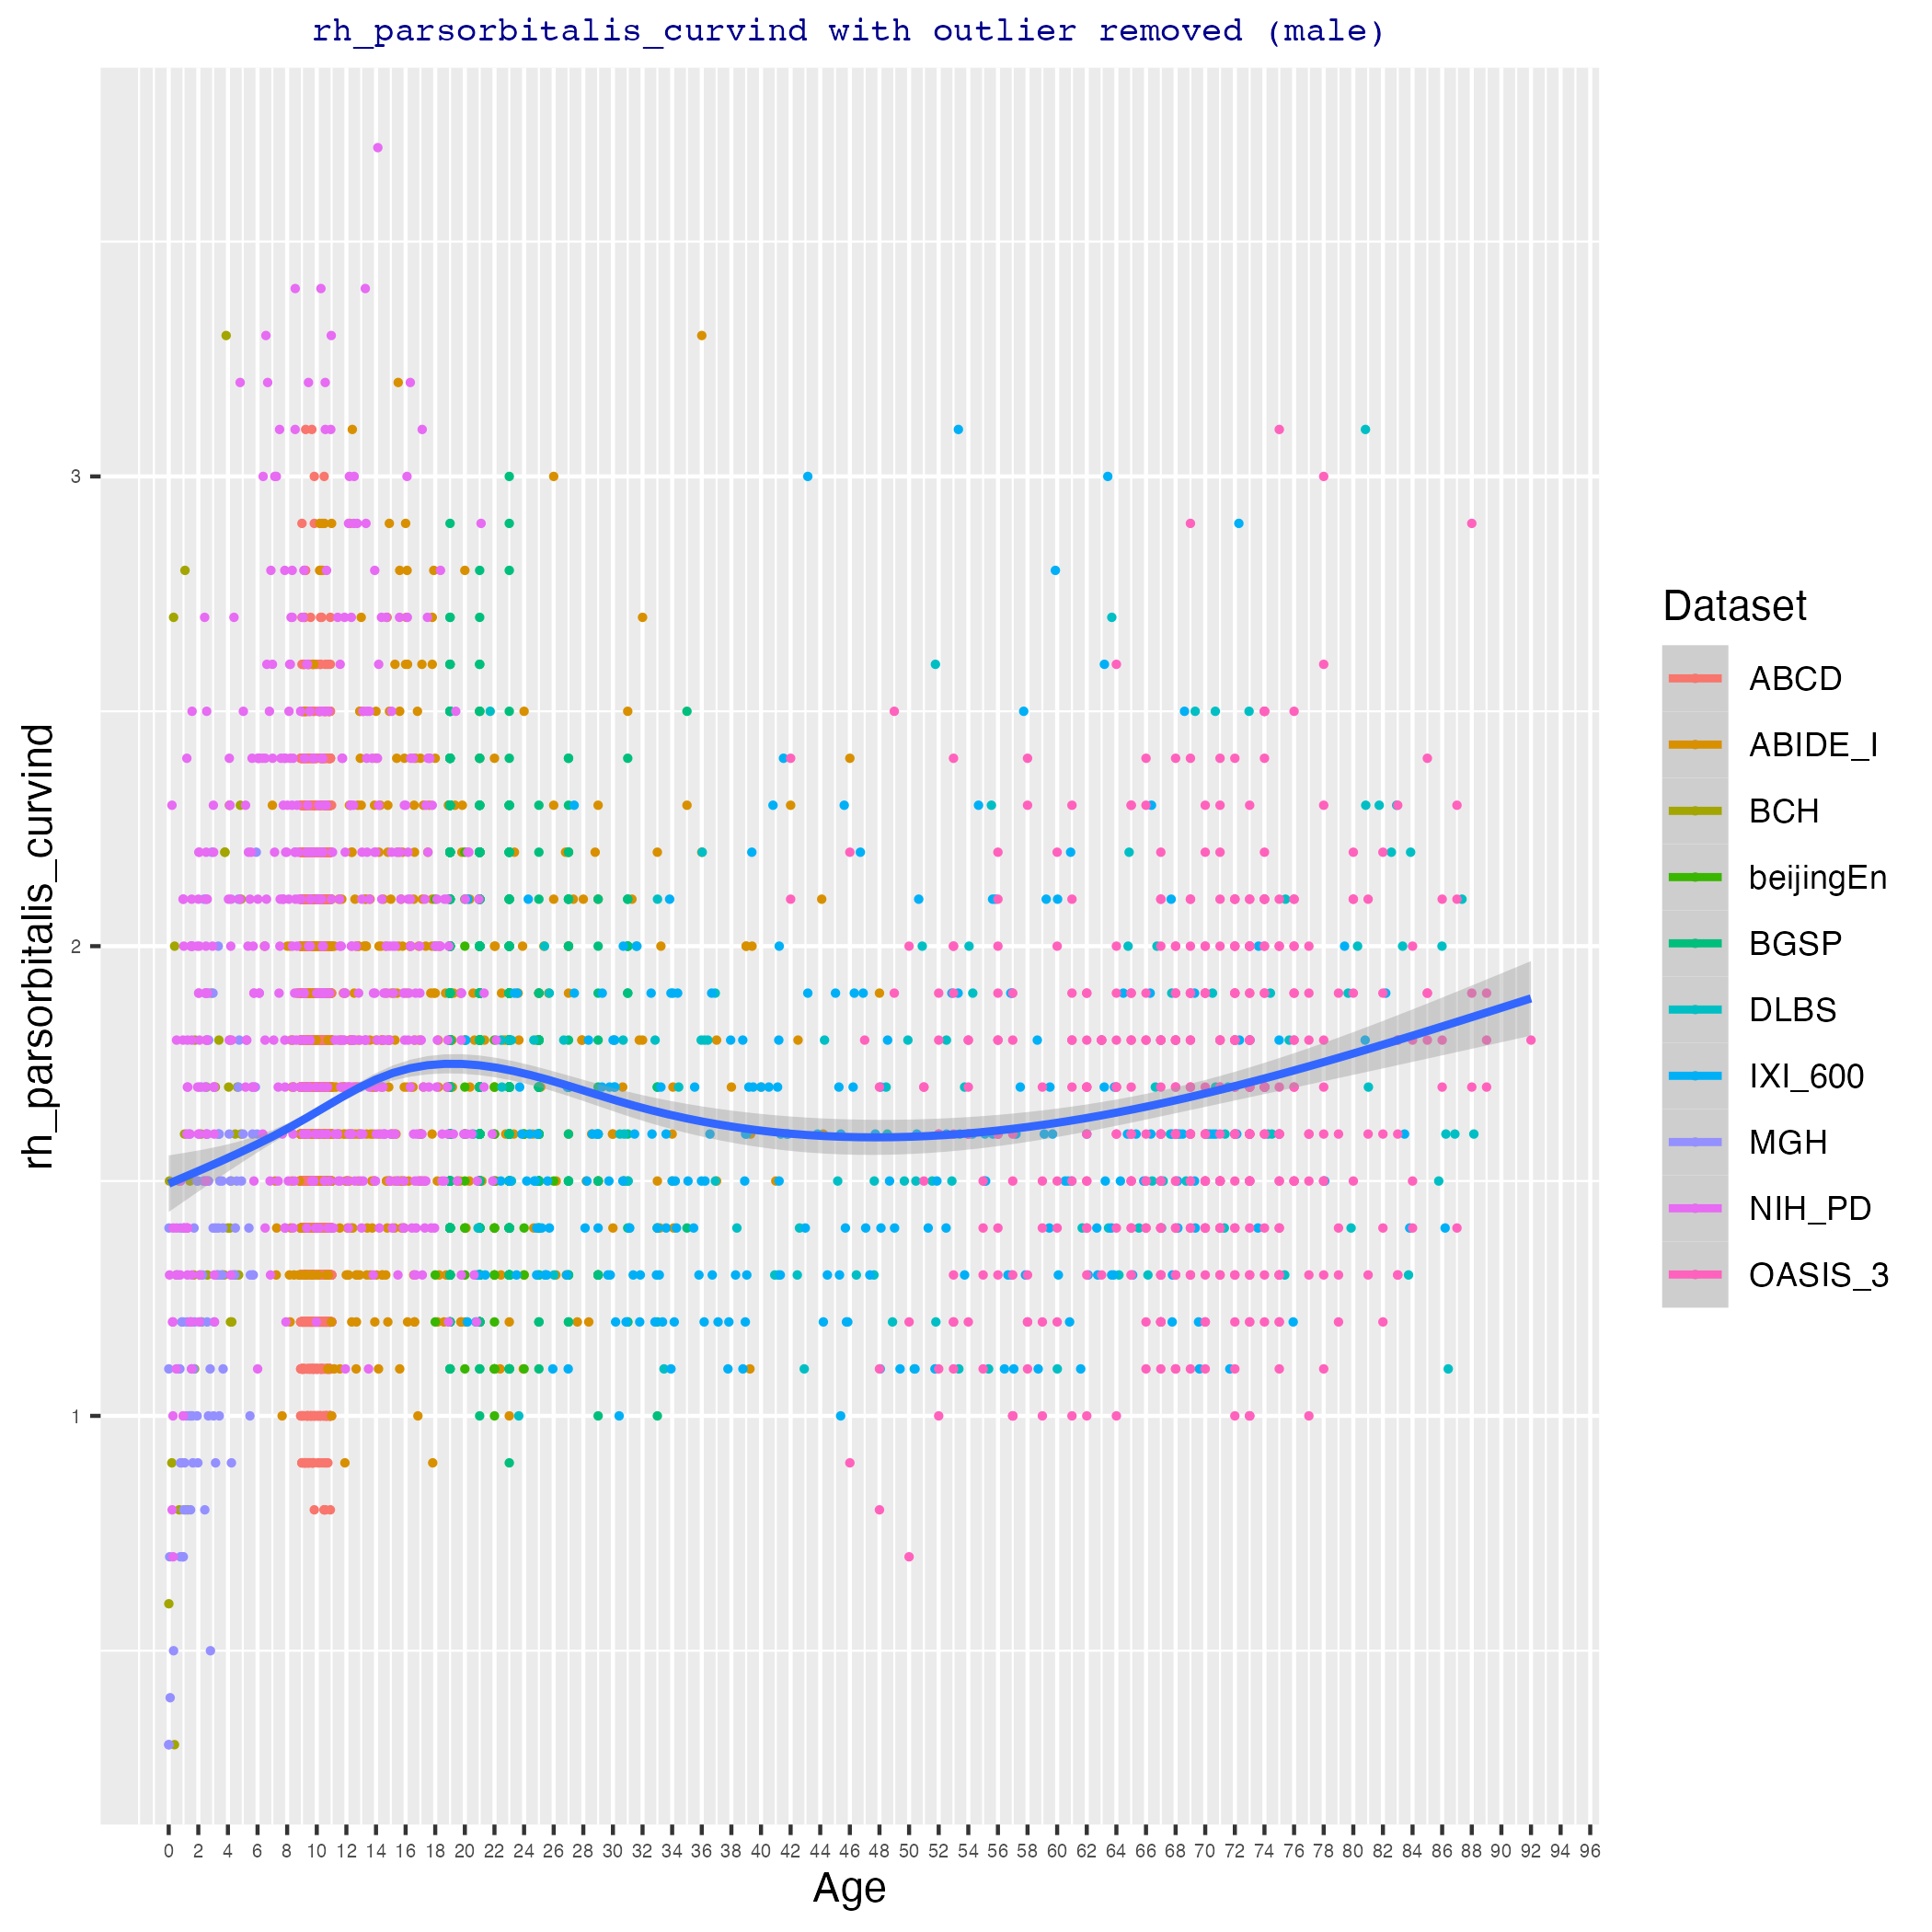 rh_parsorbitalis_curvind with outlier removed (male)
rh_parsorbitalis_curvind
3
2
1
0 2 4 6 8 10 12 14 16 18 20 22 24 26 28 30 32 34 36 38 40 42 44 46 48 50 52 54 56 58 60 62 64 66 68 70 72 74 76 78 80 82 84 86 88 90 92 94 96
Age
Dataset
ABCD
ABIDE_I
BCH
beijingEn
BGSP
DLBS
IXI_600
MGH
NIH_PD
OASIS_3